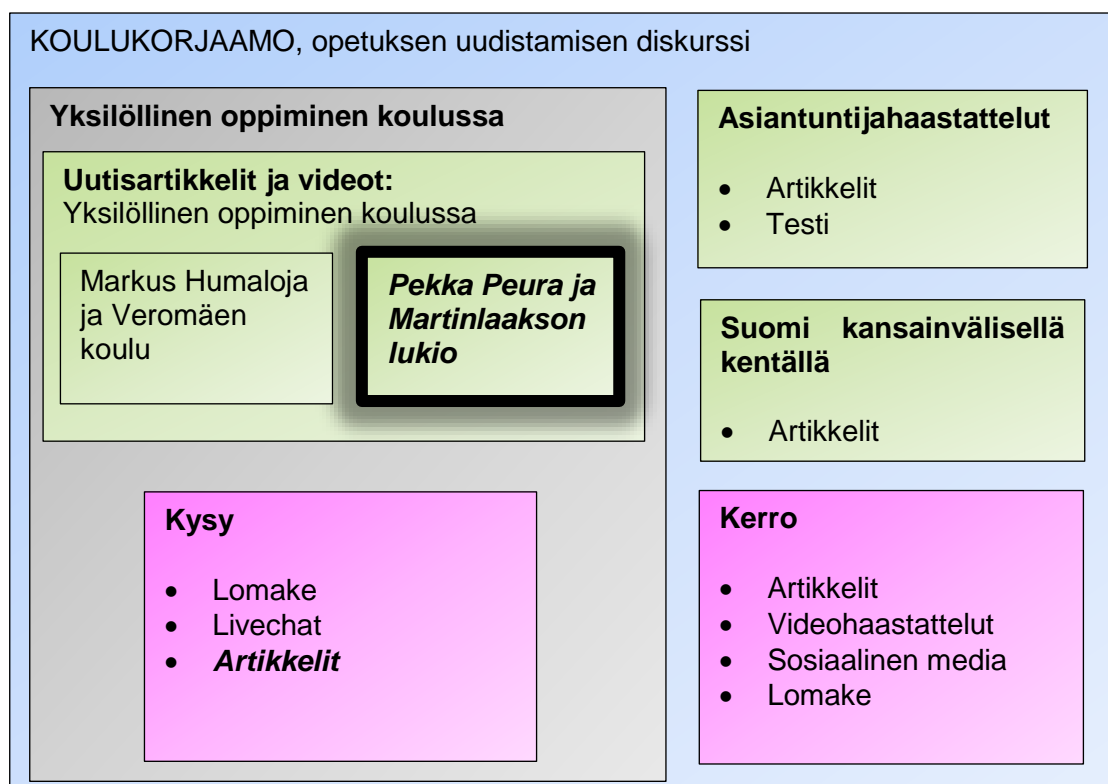 KOULUKORJAAMO, opetuksen uudistamisen diskurssi
Yksilöllinen oppiminen koulussa
Uutisartikkelit ja videot:
Yksilöllinen oppiminen koulussa
Markus Humaloja
ja Veromäen
koulu
Pekka Peura ja
Martinlaakson
lukio
Kysy
• Lomake
• Livechat
• Artikkelit
Asiantuntijahaastattelut
• Artikkelit
• Testi
Suomi kansainvälisellä
kentällä
• Artikkelit
Kerro
• Artikkelit
• Videohaastattelut
• Sosiaalinen media
• Lomake